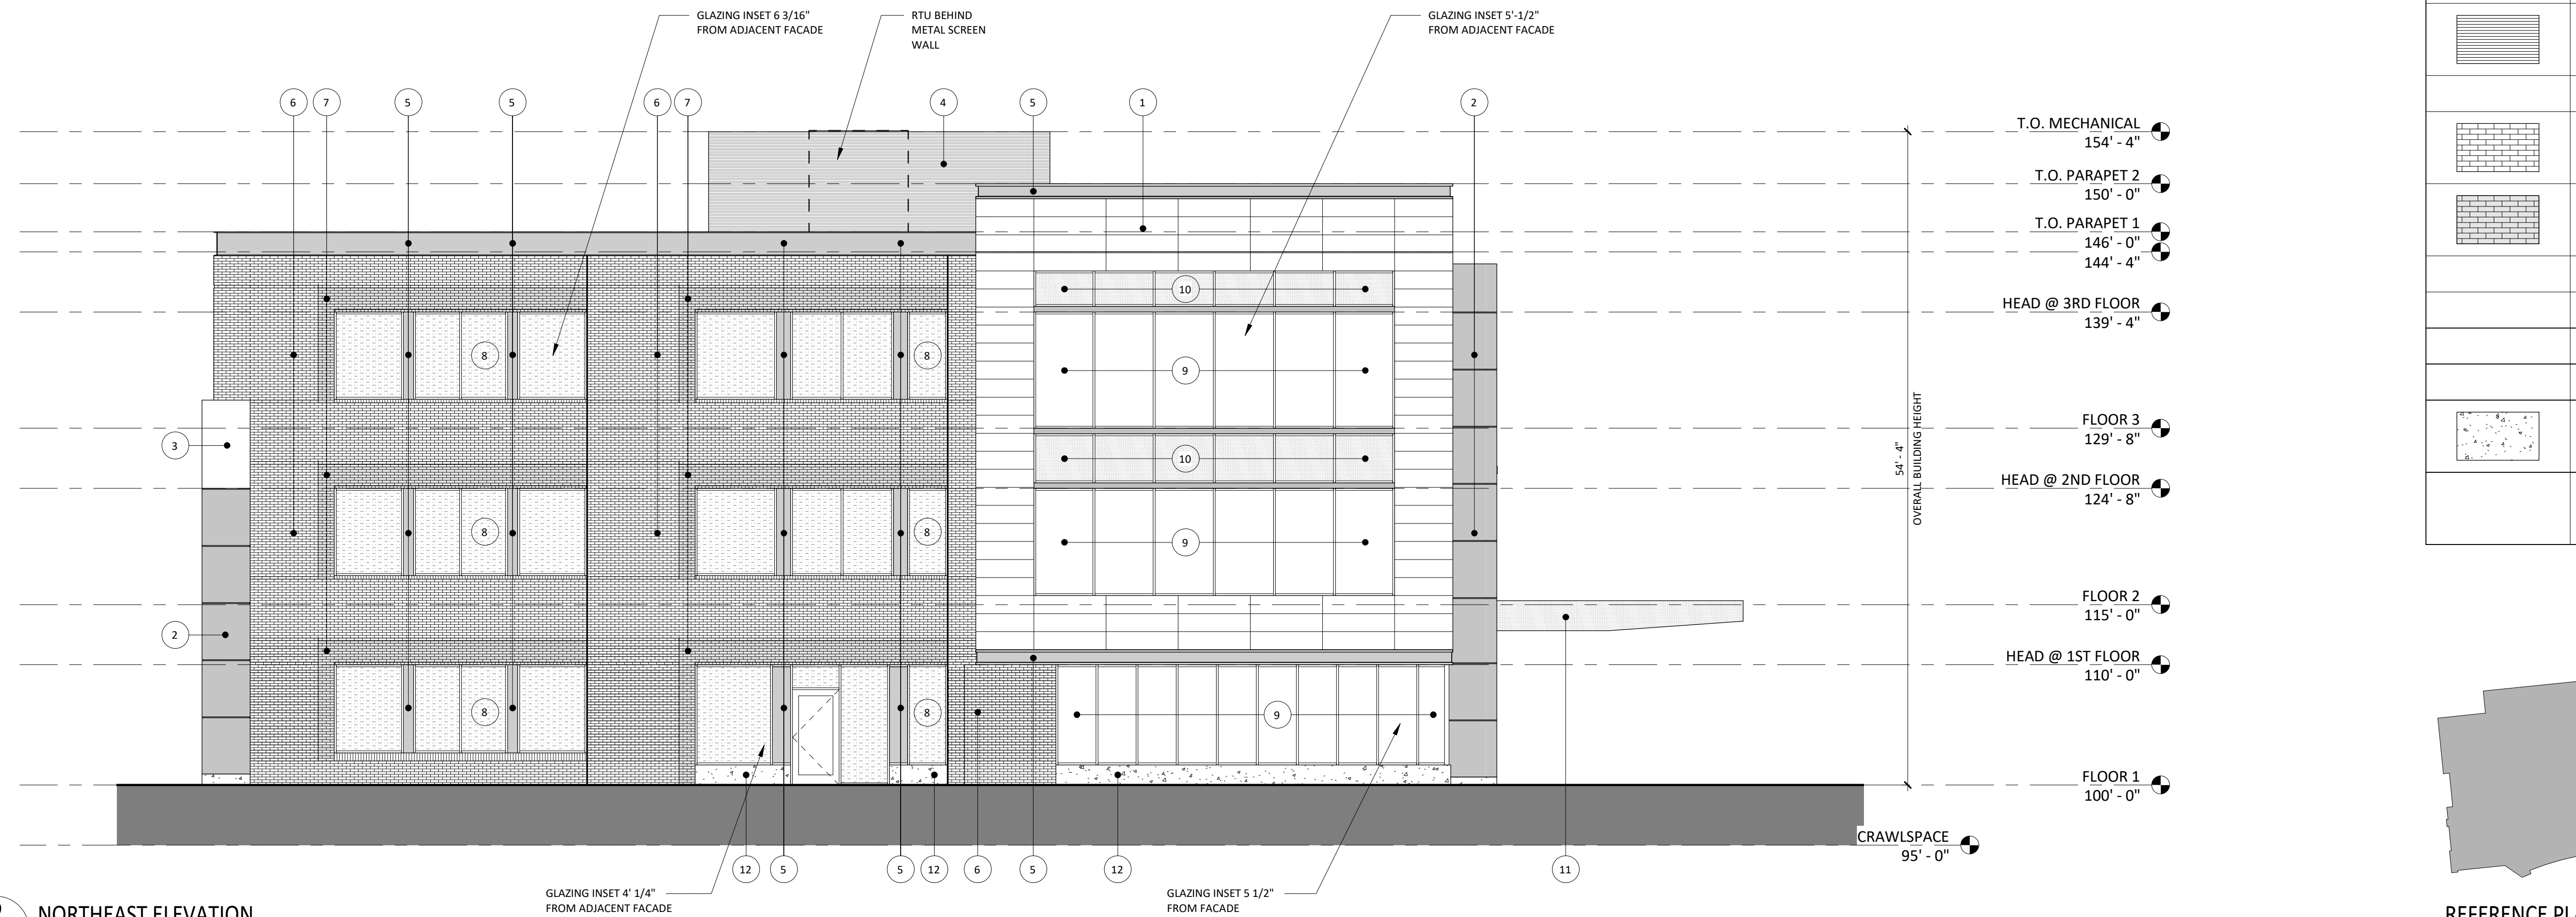 GLAZING INSET 6 3/16"
FROM ADJACENT FACADE
RTU BEHIND
METAL SCREEN
WALL
GLAZING INSET 5'-1/2"
FROM ADJACENT FACADE
6 7 5 5 6 7 4 5 1 2
T.O. MECHANICAL
154' - 4"
T.O. PARAPET 2
150' - 0"
T.O. PARAPET 1
146' - 0"
144' - 4"
10
HEAD @ 3RD FLOOR
139' - 4"
8 8 9
3
FLOOR 3
129' - 8"
10
54' - 4"
OVERALL BUILDING HEIGHT
HEAD @ 2ND FLOOR
124' - 8"
8 8 9
FLOOR 2
115' - 0"
2
HEAD @ 1ST FLOOR
110' - 0"
8 8 9
FLOOR 1
100' - 0"
CRAWLSPACE
95' - 0"
12 5 5 12 6 5 12 11
GLAZING INSET 4' 1/4"
FROM ADJACENT FACADE
GLAZING INSET 5 1/2"
FROM FACADE
NORTHEAST ELEVATION
REFERENCE